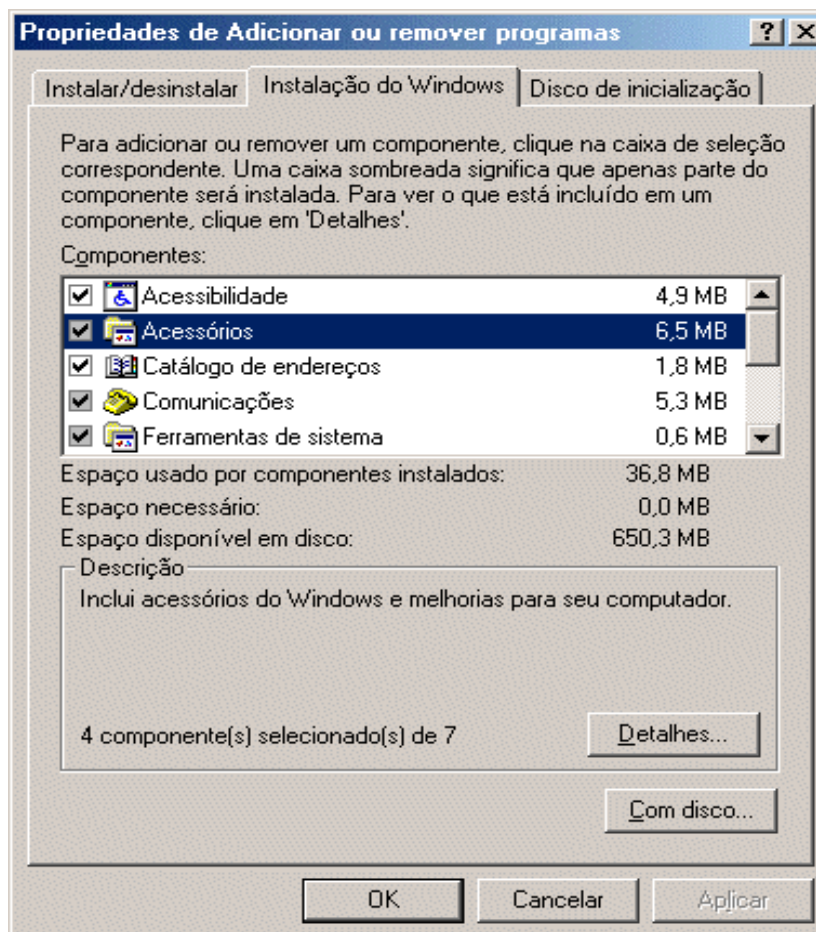 Propriedades de Adicionar ou remover programas
Instalar/desinstalar Instalação do Windows Disco de inicialização
Para adicionar ou remover um componente, clique na caixa de seleção
correspondente. Uma caixa sombreada significa que apenas parte do
componente será instalada. Para ver o que está incluído em um
componente, clique em 'Detalhes'.
Componentes:
Acessibilidade 4,9 MB
Acessórios 6,5 MB
Catálogo de endereços 1,8 MB
Comunicações 5,3 MB
Ferramentas de sistema 0,6 MB
Espaço usado por componentes instalados: 36,8 MB
Espaço necessário: 0,0 MB
Espaço disponível em disco: 650,3 MB
Descrição
Inclui acessórios do Windows e melhorias para seu computador.
4 componente(s) selecionado(s) de 7 Detalhes...
Com disco...
OK Cancelar Aplicar